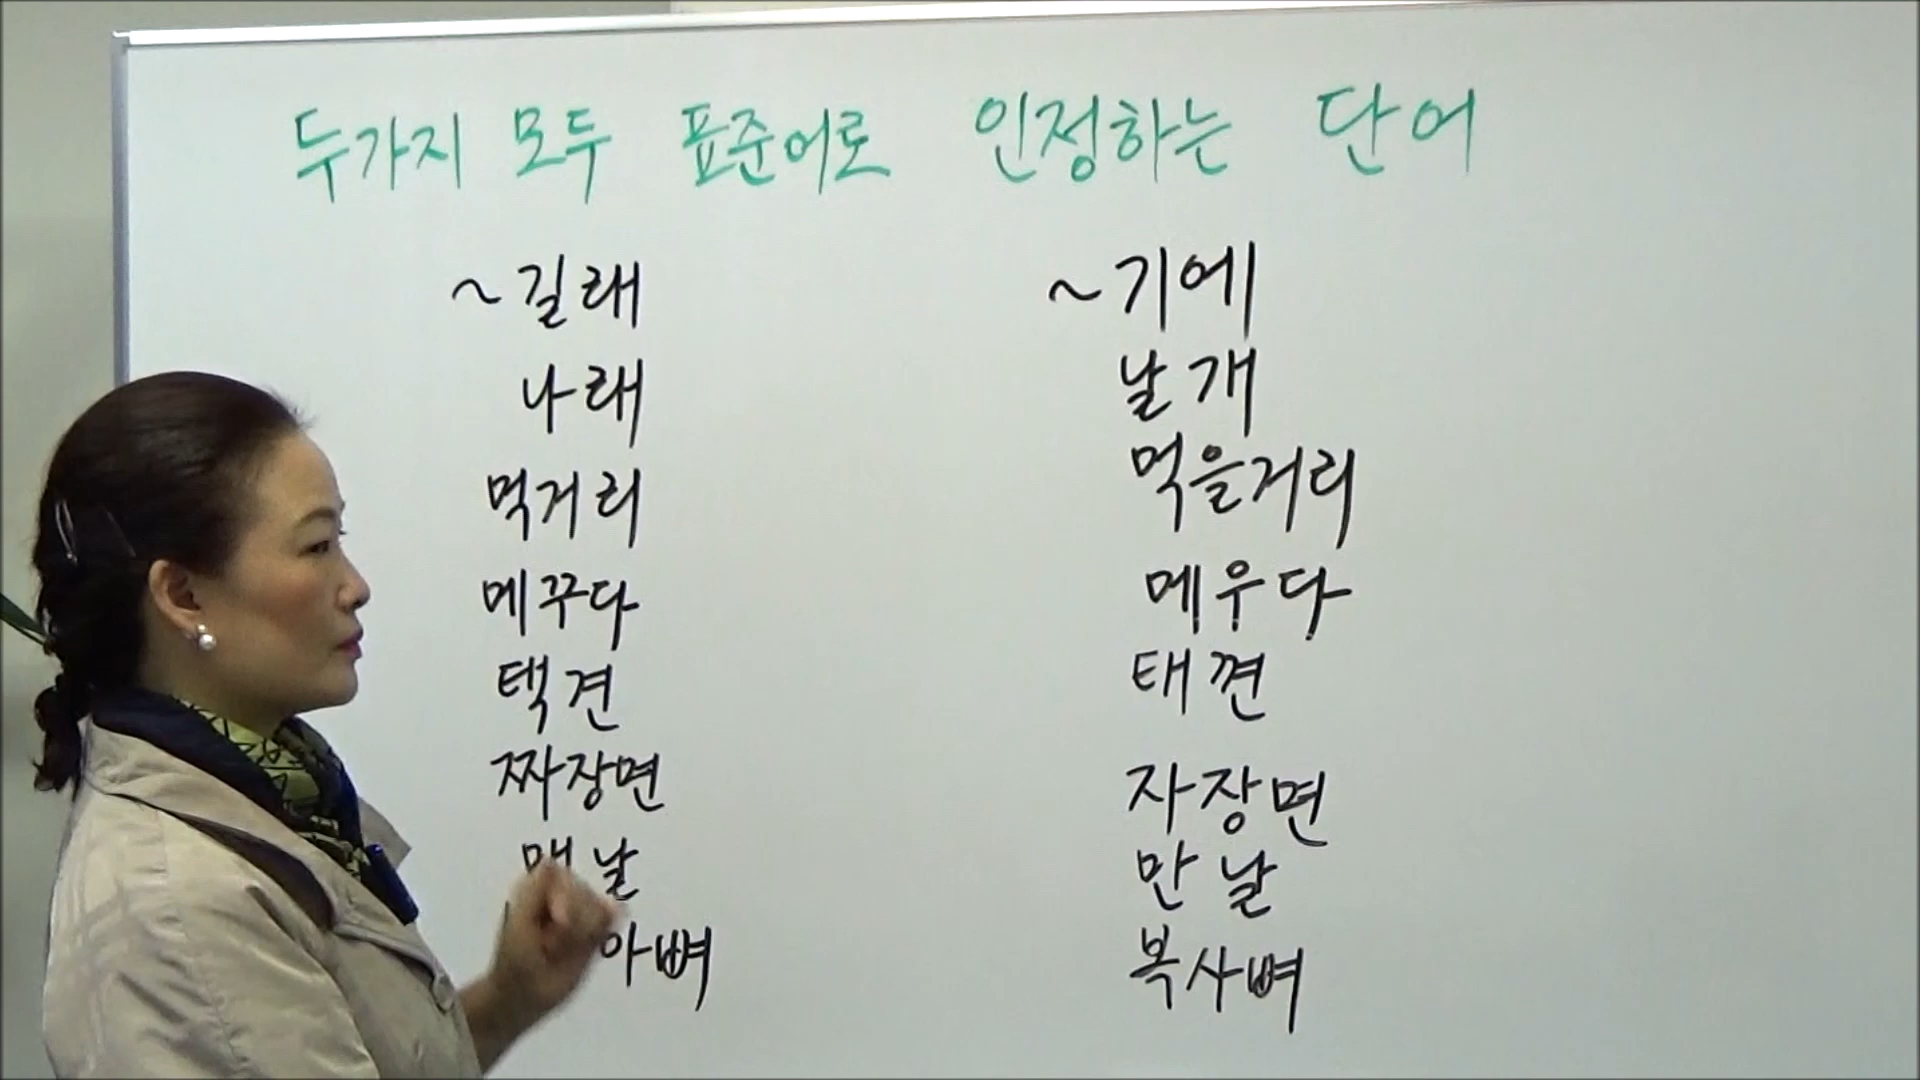 두가지 모두 표준어로 인정하는 단어
~길래 ~기에
나래 날개
먹거리 먹을거리
메꾸다 메우다
택견 태껸
짜장면 자장면
맨날 만날
복사뼈